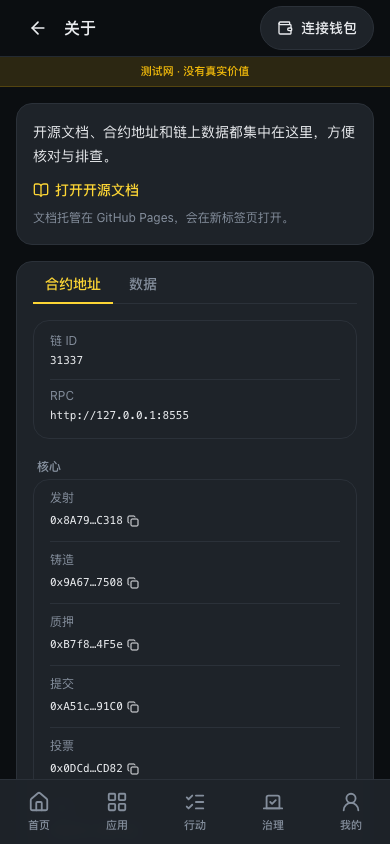 关于
连接钱包
测试网 · 没有真实价值
开源文档、合约地址和链上数据都集中在这里，方便
核对与排查。
打开开源文档
文档托管在 GitHub Pages，会在新标签页打开。
合约地址
数据
链 ID
31337
RPC
http://127.0.0.1:8555
核心
发射
0x8A79…C318
铸造
0x9A67…7508
质押
0xB7f8…4F5e
提交
0xA51c…91C0
投票
0x0DCd…CD82
首页
应用
行动
治理
我的